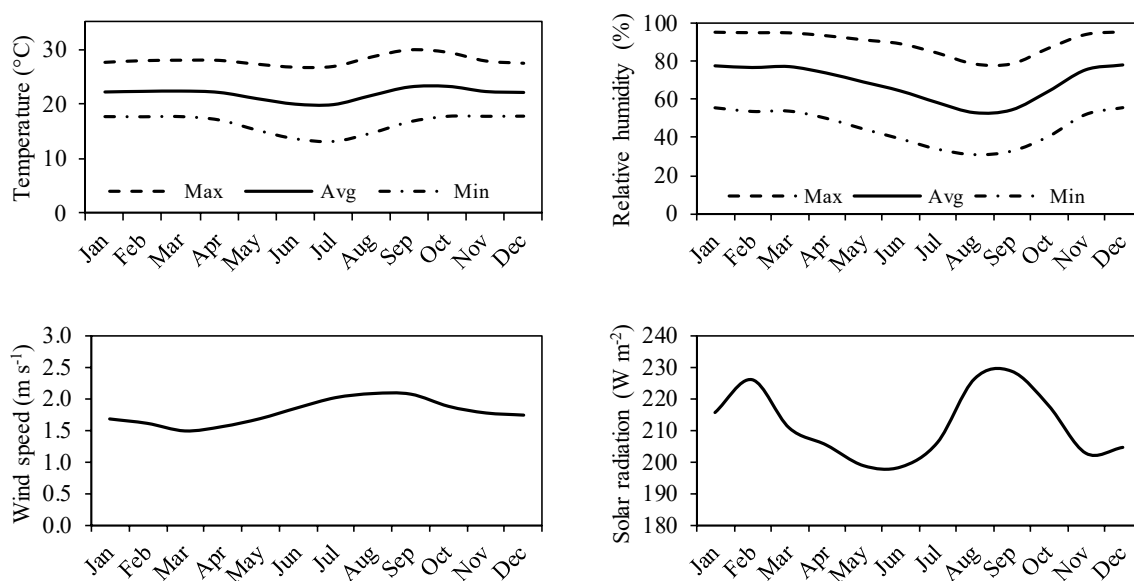 Temperature (°C)
30
20
10
0
Max Avg Min
Jan Feb Mar Apr May Jun Jul Aug Sep Oct Nov Dec
Relative humidity (%)
100
80
60
40
20
0
Max Avg Min
Jan Feb Mar Apr May Jun Jul Aug Sep Oct Nov Dec
Wind speed (m s⁻¹)
3.0
2.5
2.0
1.5
1.0
0.5
0.0
Jan Feb Mar Apr May Jun Jul Aug Sep Oct Nov Dec
Solar radiation (W m⁻²)
240
230
220
210
200
190
180
Jan Feb Mar Apr May Jun Jul Aug Sep Oct Nov Dec